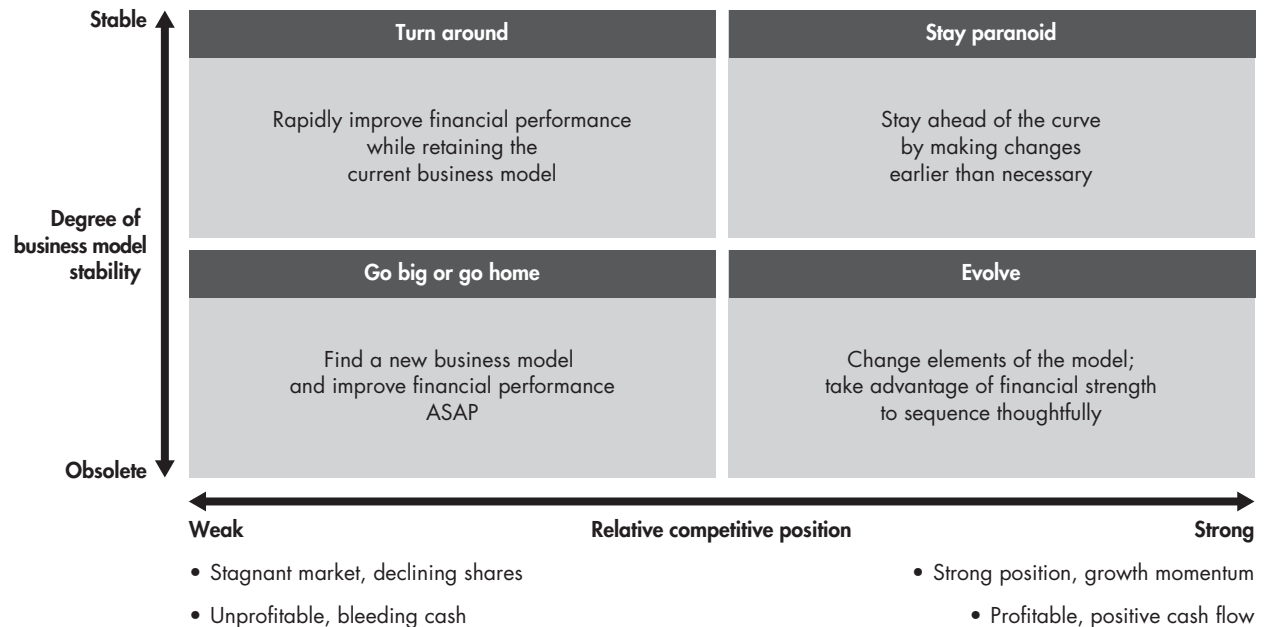 Stable
Turn around
Rapidly improve financial performance
while retaining the
current business model
Stay paranoid
Stay ahead of the curve
by making changes
earlier than necessary
Degree of
business model
stability
Go big or go home
Find a new business model
and improve financial performance
ASAP
Evolve
Change elements of the model;
take advantage of financial strength
to sequence thoughtfully
Obsolete
Weak
Relative competitive position
Strong
• Stagnant market, declining shares
• Unprofitable, bleeding cash
• Strong position, growth momentum
• Profitable, positive cash flow